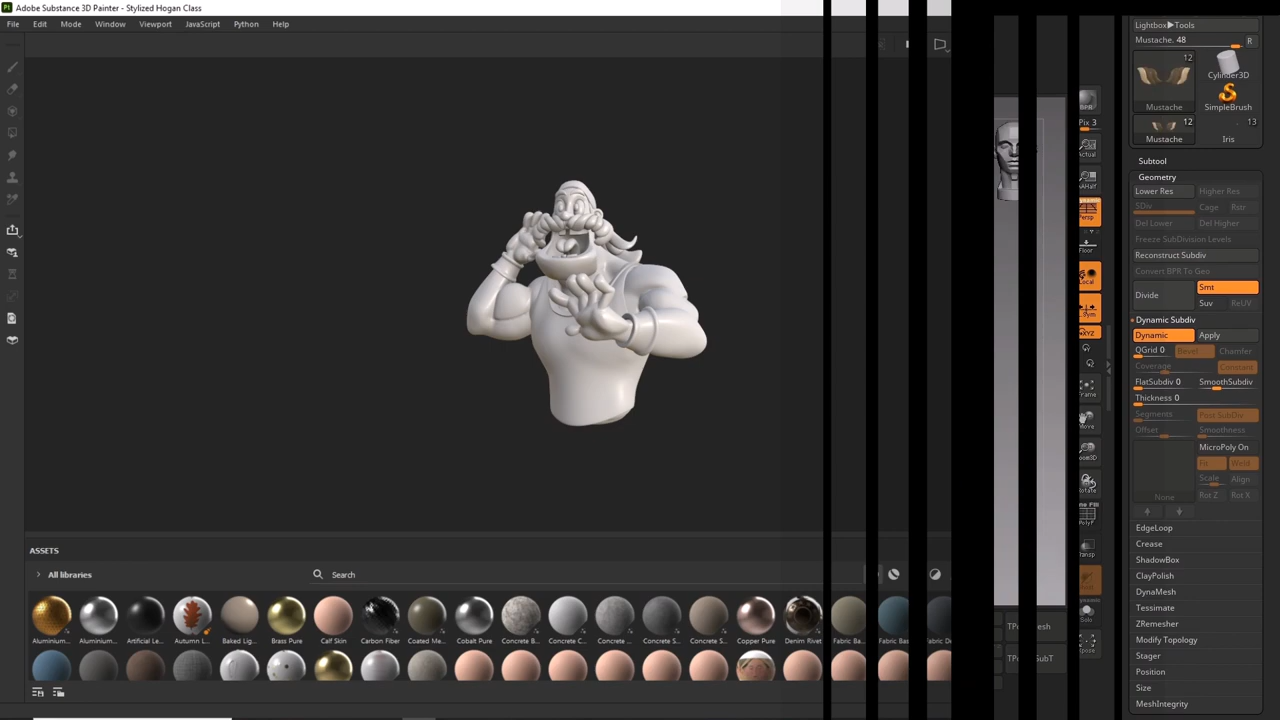 Adobe Substance 3D Painter - Stylized Hogan Class
File Edit Mode Window Viewport JavaScript Python Help
ASSETS
All libraries
Search
Aluminium... Aluminium... Artificial Le... Autumn L... Baked Lig... Brass Pure Calf Skin Carbon Fiber Coated Me... Cobalt Pure Concrete B... Concrete C... Concrete ... Concrete S... Concrete S... Copper Pure Denim Rivet Fabric Ba... Fabric Bas... Fabric De
BPR
Pix 3
Actual
AAHalf
Dynamic
Persp
Floor
Local
L.Sym
XYZ
Frame
Move
Zoom3D
Rotate
PolyF
Transp
Solo
Xpose
Lightbox▶Tools
Mustache. 48 R
12
Mustache
Cylinder3D
SimpleBrush
12
Mustache
13
Iris
Subtool
Geometry
Lower Res Higher Res
SDiv Cage Rstr
Del Lower Del Higher
Freeze SubDivision Levels
Reconstruct Subdiv
Convert BPR To Geo
Divide
Smt
Suv ReUV
Dynamic Subdiv
Dynamic Apply
QGrid 0 Bevel Chamfer
Coverage Constant
FlatSubdiv 0 SmoothSubdiv
Thickness 0
Segments Post SubDiv
Offset Smoothness
MicroPoly On
Fit Weld
Scale Align
None
Rot Z Rot X
EdgeLoop
Crease
ShadowBox
ClayPolish
DynaMesh
Tessimate
ZRemesher
Modify Topology
Stager
Position
Size
MeshIntegrity